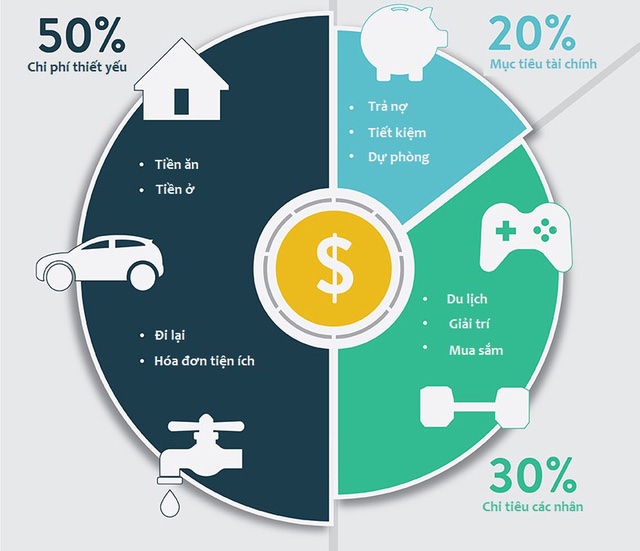 50%
Chi phí thiết yếu
20%
Mục tiêu tài chính
Trả nợ
Tiết kiệm
Dự phòng
Tiền ăn
Tiền ở
$
Đi lại
Hóa đơn tiện ích
Du lịch
Giải trí
Mua sắm
30%
Chi tiêu các nhân